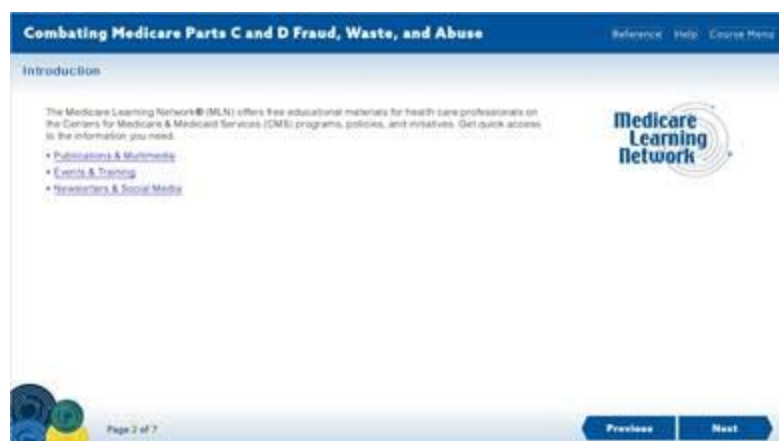 Combating Medicare Parts C and D Fraud, Waste, and Abuse
Reference Help Course Menu
Introduction
The Medicare Learning Network® (MLN) offers free educational materials for health care professionals on
the Centers for Medicare & Medicaid Services (CMS) programs, policies, and initiatives. Get quick access
to the information you need.
• Publications & Multimedia
• Events & Training
• Newsletters & Social Media
Medicare
Learning
Network
Page 2 of 7
Previous Next